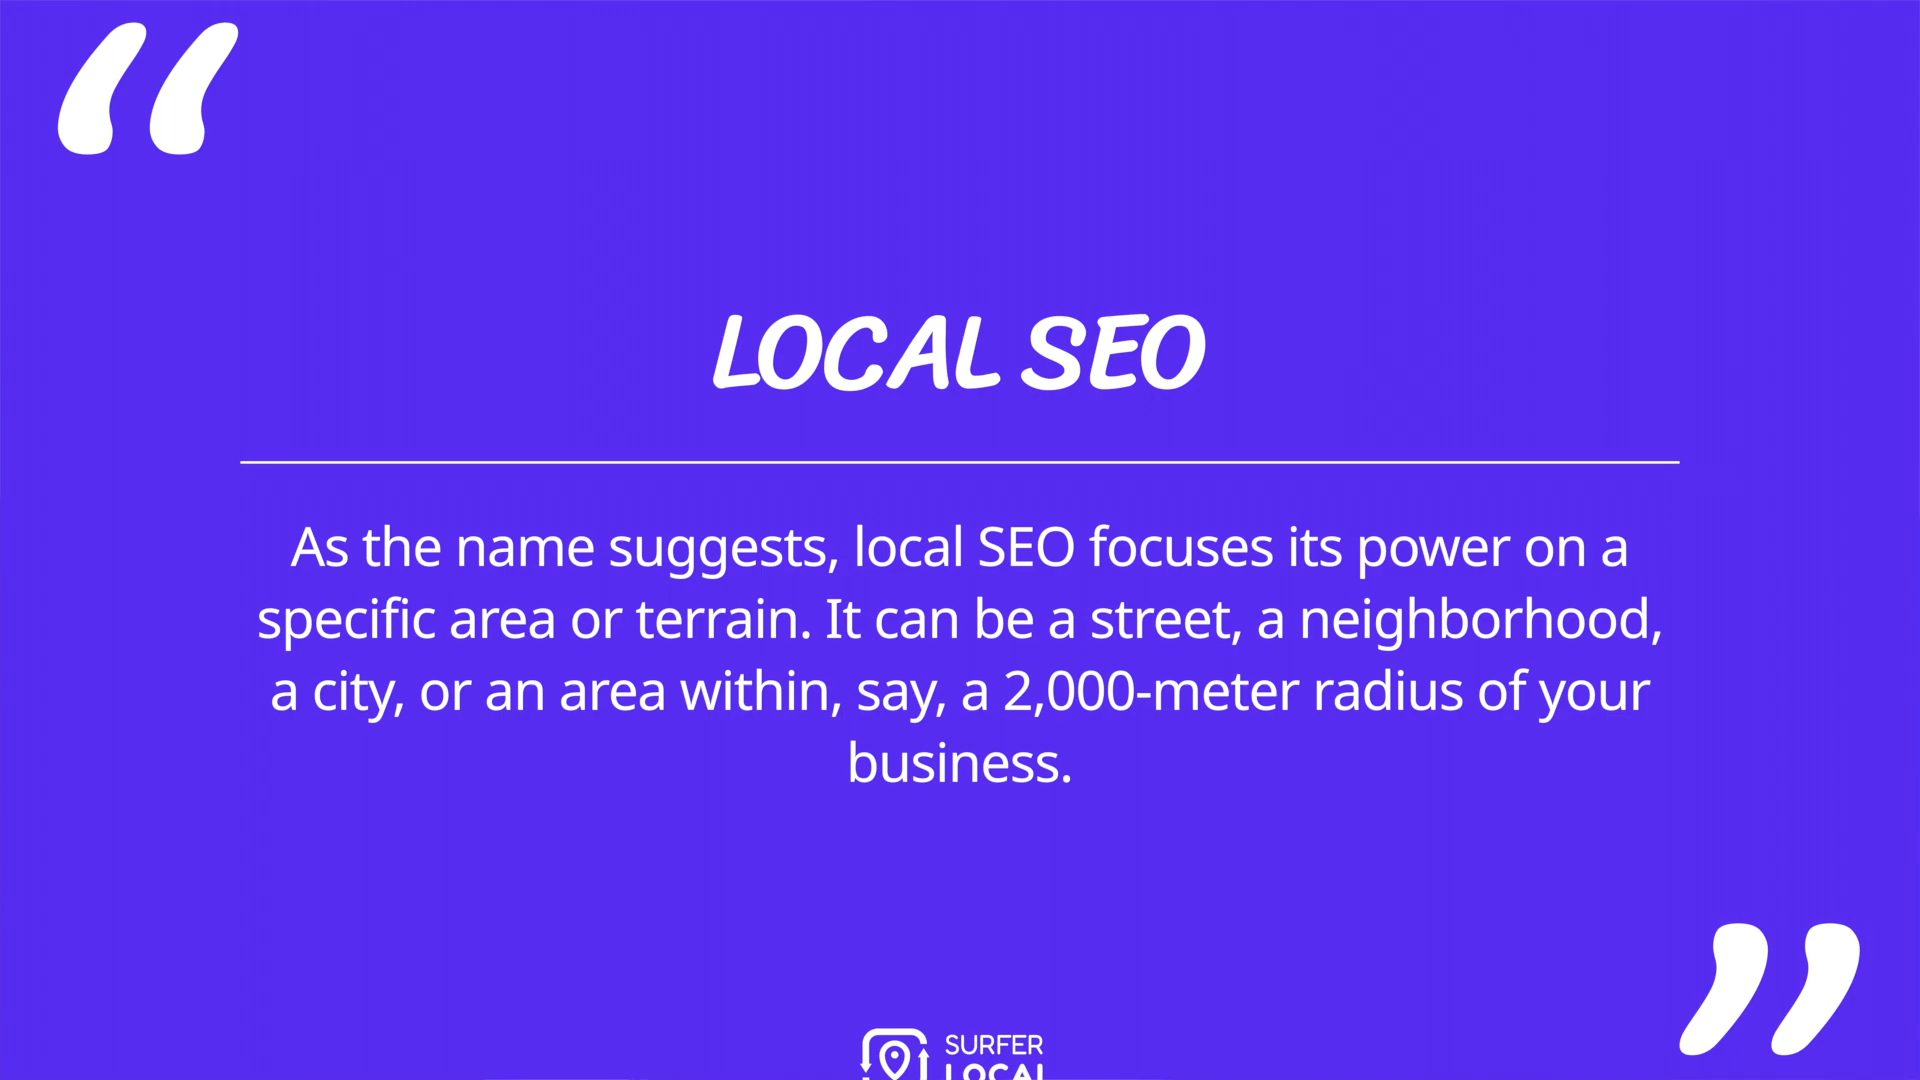 “
LOCAL SEO
As the name suggests, local SEO focuses its power on a
specific area or terrain. It can be a street, a neighborhood,
a city, or an area within, say, a 2,000-meter radius of your
business.
”
SURFER
LOCAL